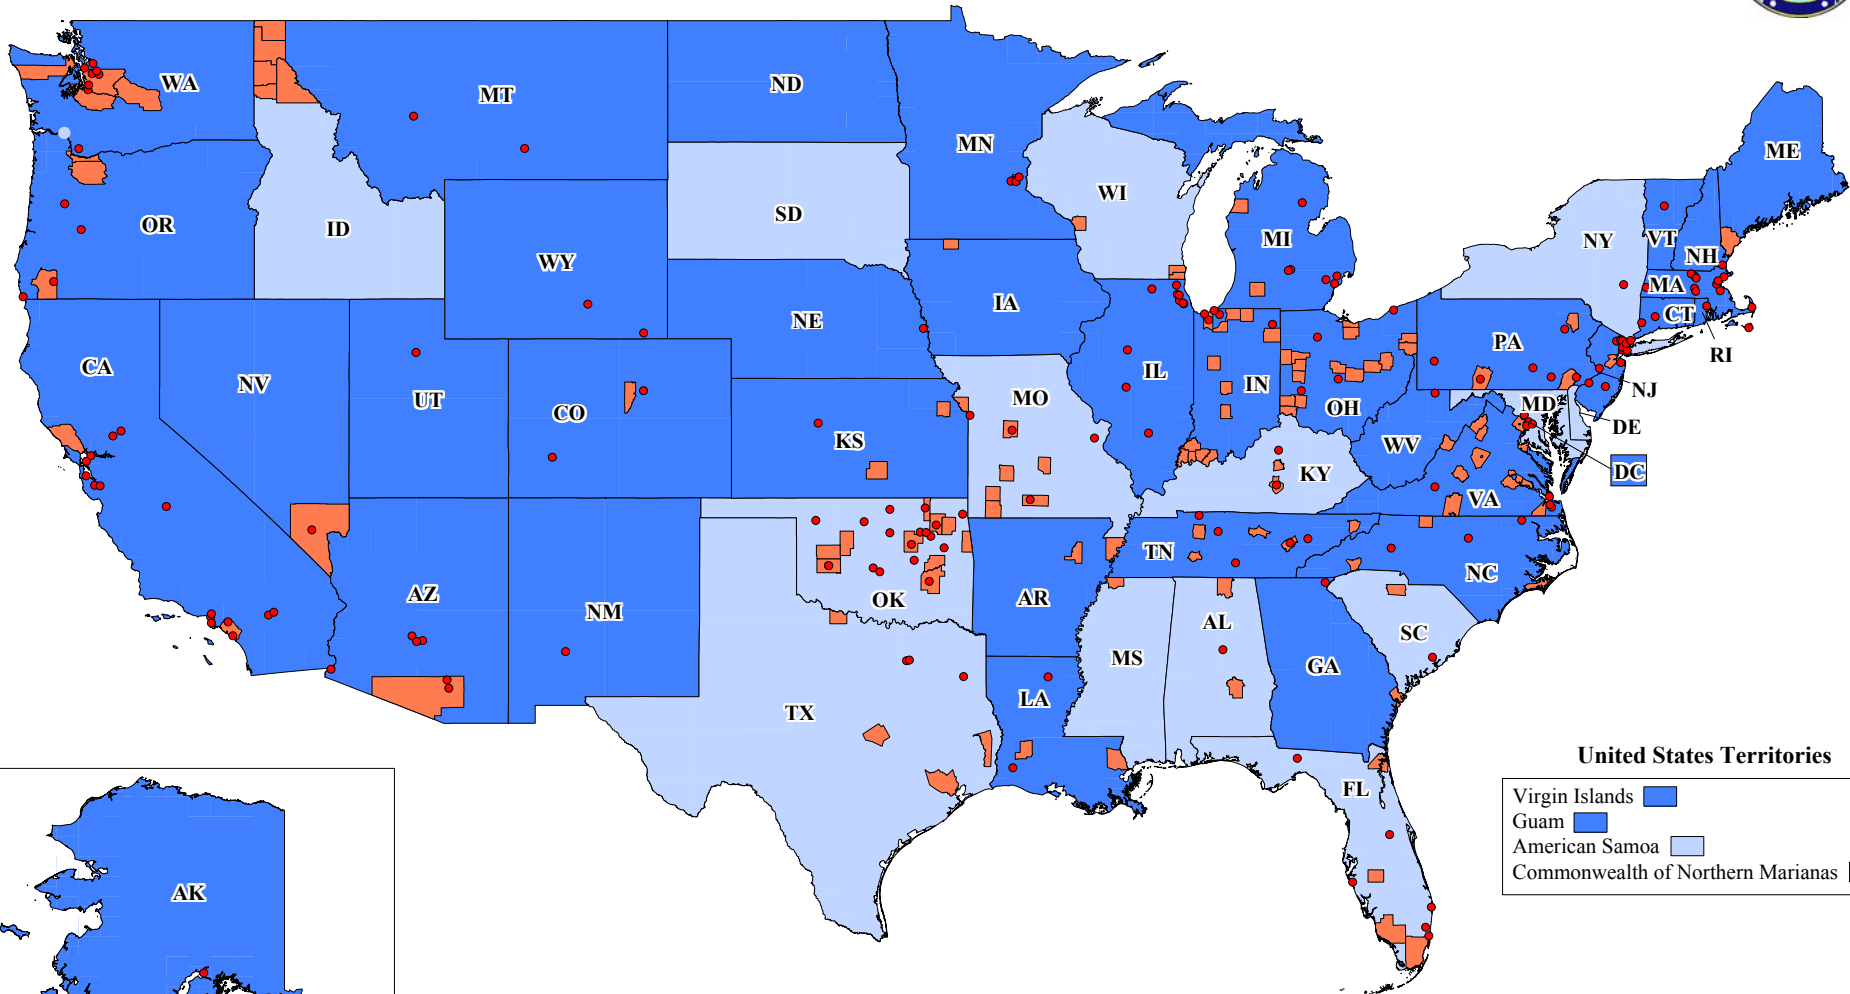 WA
MT
ND
MN
ME
OR
ID
SD
WI
MI
NY
VT
NH
WY
MA
IA
CT
NE
RI
CA
NV
UT
CO
KS
MO
IL
IN
OH
PA
NJ
MD
DE
WV
DC
KY
VA
TN
NC
AZ
NM
OK
AR
MS
AL
GA
SC
TX
LA
FL
AK
United States Territories
Virgin Islands
Guam
American Samoa
Commonwealth of Northern Marianas